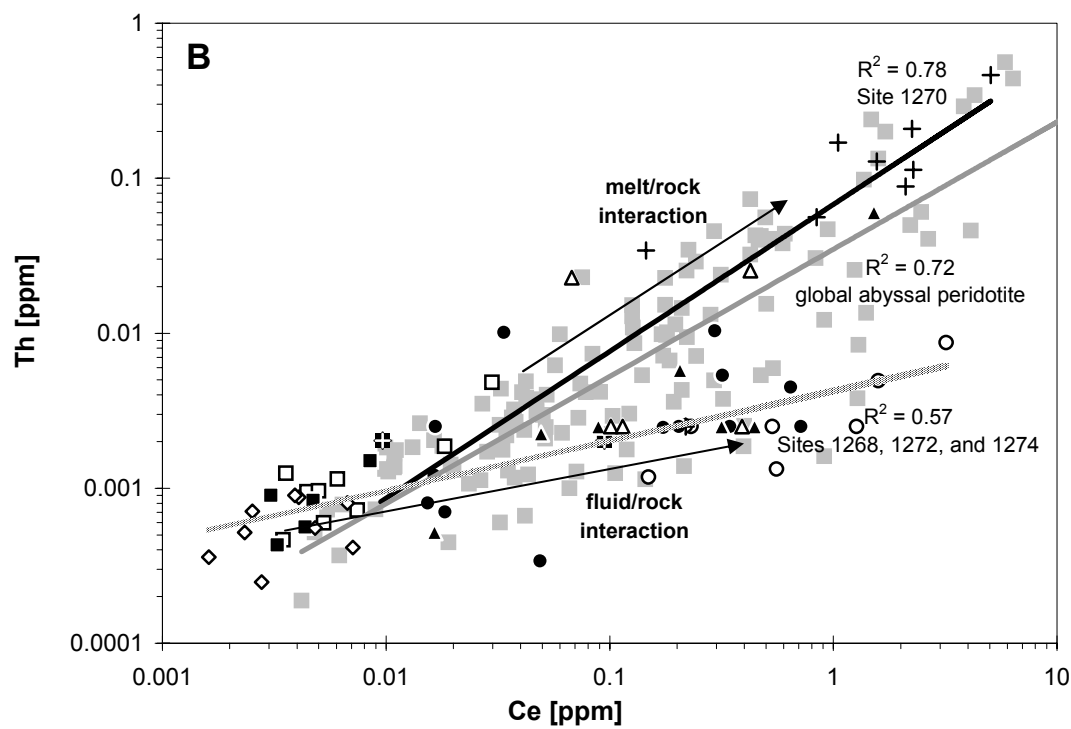 B
1
0.1
0.01
0.001
0.0001
Th [ppm]
R² = 0.78
Site 1270
melt/rock
interaction
R² = 0.72
global abyssal peridotite
R² = 0.57
Sites 1268, 1272, and 1274
fluid/rock
interaction
0.001
0.01
0.1
1
10
Ce [ppm]